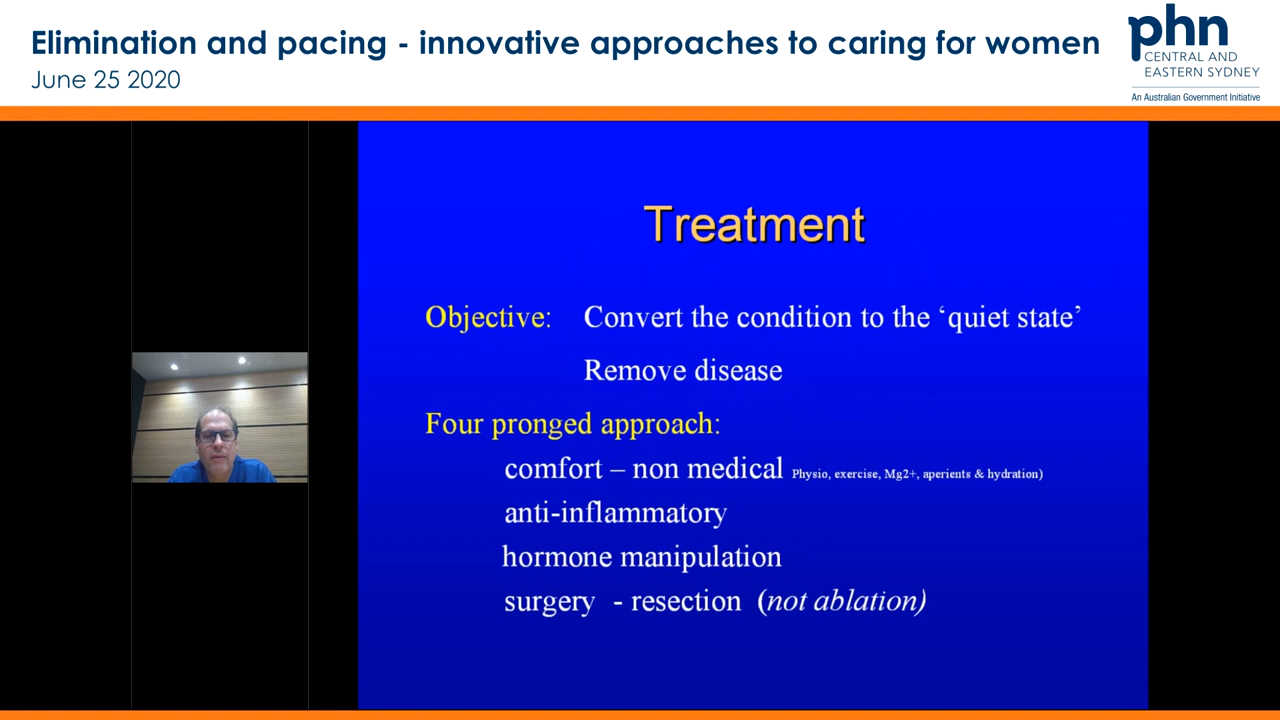 Elimination and pacing - innovative approaches to caring for women
June 25 2020
phn
CENTRAL AND
EASTERN SYDNEY
An Australian Government Initiative
Treatment
Objective: Convert the condition to the ‘quiet state’
Remove disease
Four pronged approach:
comfort – non medical Physio, exercise, Mg2+, aperients & hydration)
anti-inflammatory
hormone manipulation
surgery - resection (not ablation)